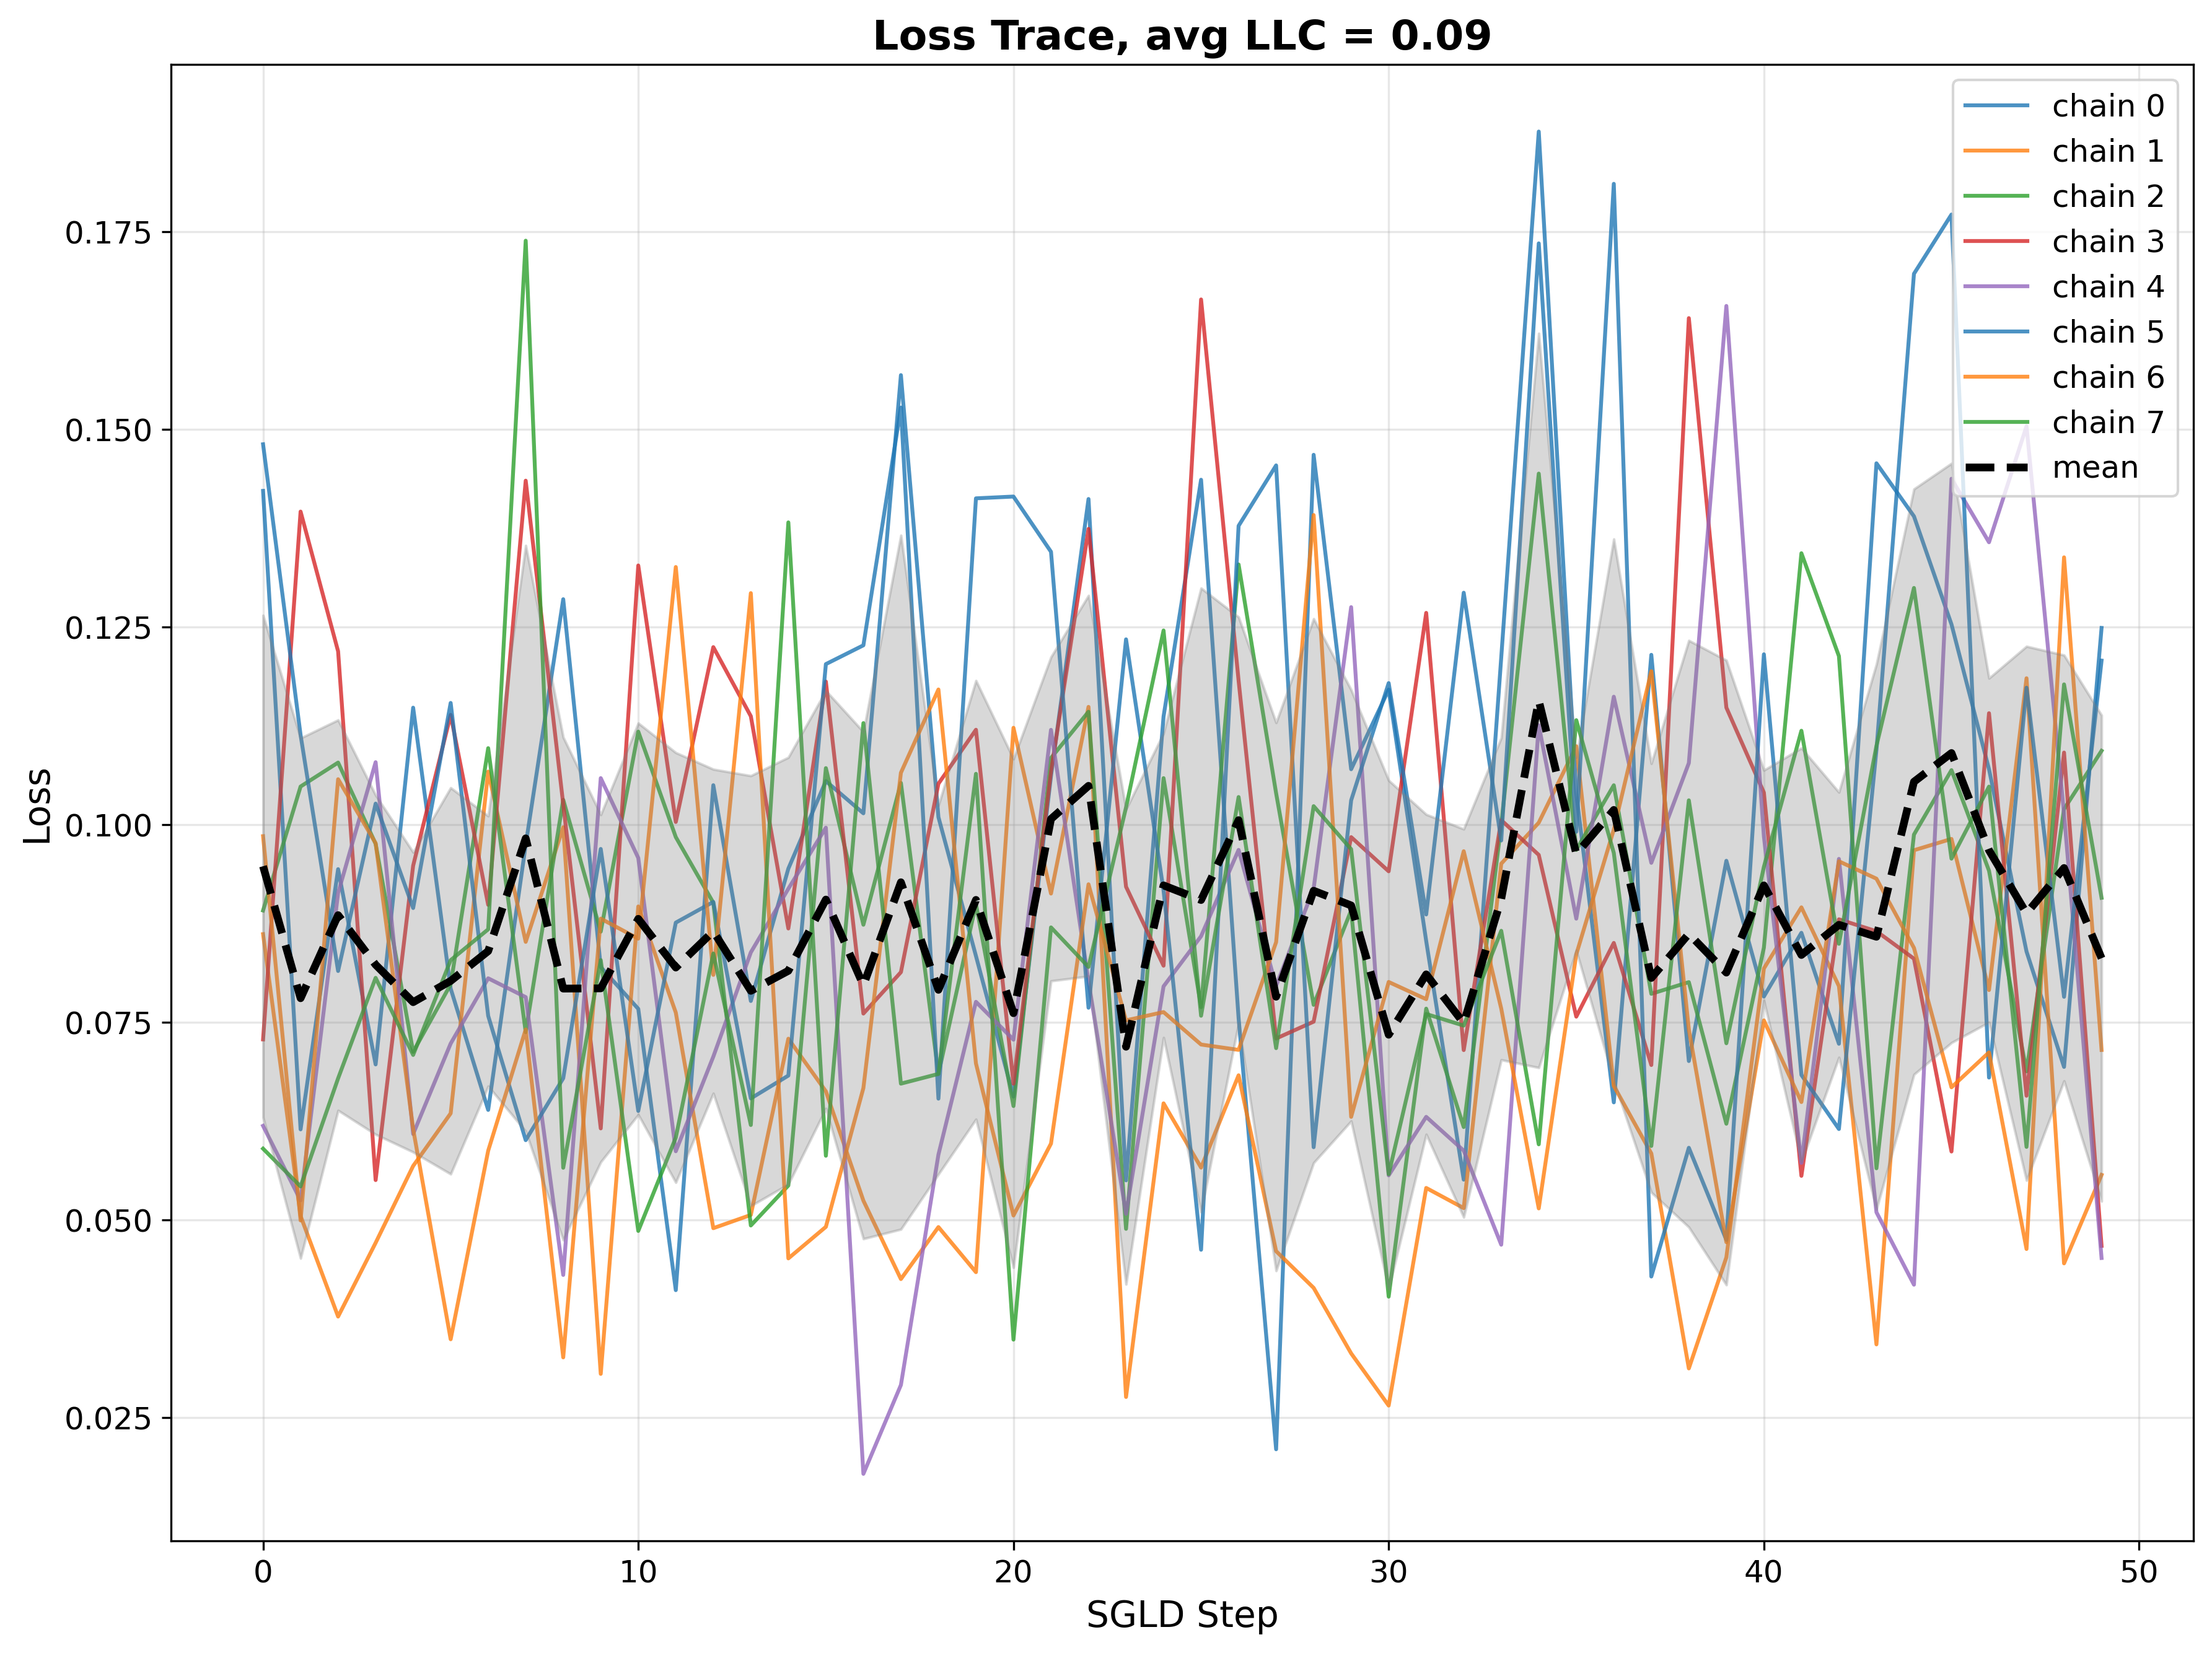 Loss Trace, avg LLC = 0.09
chain 0
chain 1
chain 2
chain 3
chain 4
chain 5
chain 6
chain 7
mean
Loss
0.175
0.150
0.125
0.100
0.075
0.050
0.025
0 10 20 30 40 50
SGLD Step